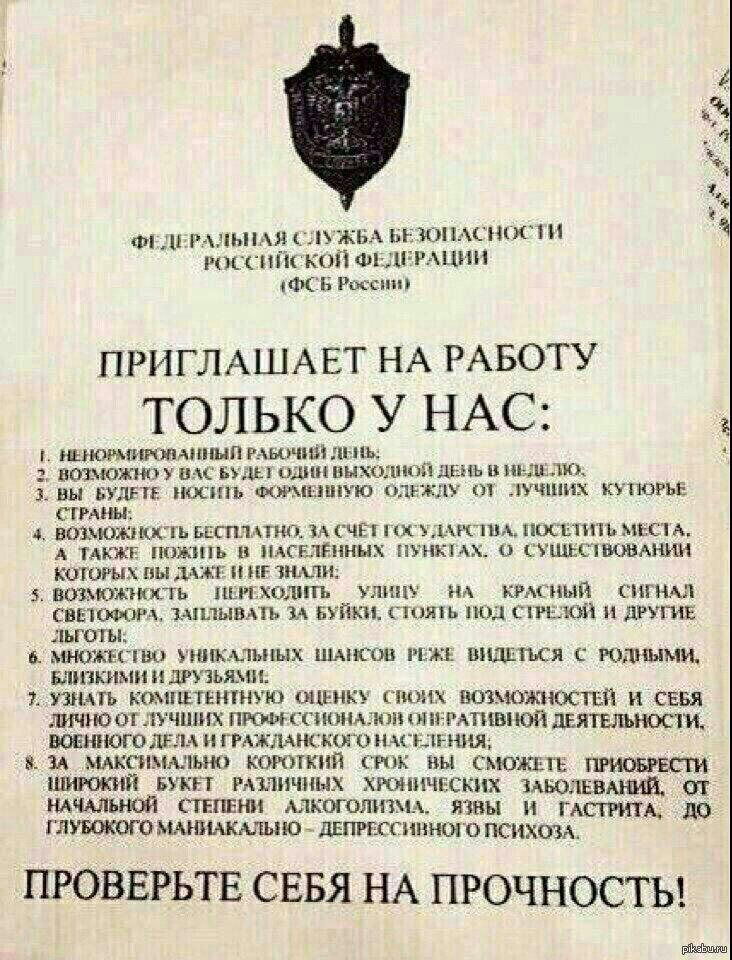 ФЕДЕРАЛЬНАЯ СЛУЖБА БЕЗОПАСНОСТИ
РОССИЙСКОЙ ФЕДЕРАЦИИ
(ФСБ России)
ПРИГЛАШАЕТ НА РАБОТУ
ТОЛЬКО У НАС:
1. НЕНОРМИРОВАННЫЙ РАБОЧИЙ ДЕНЬ;
2. ВОЗМОЖНО У ВАС БУДЕТ ОДИН ВЫХОДНОЙ ДЕНЬ В НЕДЕЛЮ;
3. ВЫ БУДЕТЕ НОСИТЬ ФОРМЕННУЮ ОДЕЖДУ ОТ ЛУЧШИХ КУТЮРЬЕ
СТРАНЫ;
4. ВОЗМОЖНОСТЬ БЕСПЛАТНО, ЗА СЧЁТ ГОСУДАРСТВА, ПОСЕТИТЬ МЕСТА,
А ТАКЖЕ ПОЖИТЬ В НАСЕЛЁННЫХ ПУНКТАХ, О СУЩЕСТВОВАНИИ
КОТОРЫХ ВЫ ДАЖЕ И НЕ ЗНАЛИ;
5. ВОЗМОЖНОСТЬ ПЕРЕХОДИТЬ УЛИЦУ НА КРАСНЫЙ СИГНАЛ
СВЕТОФОРА, ЗАПЛЫВАТЬ ЗА БУЙКИ, СТОЯТЬ ПОД СТРЕЛОЙ И ДРУГИЕ
ЛЬГОТЫ;
6. МНОЖЕСТВО УНИКАЛЬНЫХ ШАНСОВ РЕЖЕ ВИДЕТЬСЯ С РОДНЫМИ,
БЛИЗКИМИ И ДРУЗЬЯМИ;
7. УЗНАТЬ КОМПЕТЕНТНУЮ ОЦЕНКУ СВОИХ ВОЗМОЖНОСТЕЙ И СЕБЯ
ЛИЧНО ОТ ЛУЧШИХ ПРОФЕССИОНАЛОВ ОПЕРАТИВНОЙ ДЕЯТЕЛЬНОСТИ,
ВОЕННОГО ДЕЛА И ГРАЖДАНСКОГО НАСЕЛЕНИЯ;
8. ЗА МАКСИМАЛЬНО КОРОТКИЙ СРОК ВЫ СМОЖЕТЕ ПРИОБРЕСТИ
ШИРОКИЙ БУКЕТ РАЗЛИЧНЫХ ХРОНИЧЕСКИХ ЗАБОЛЕВАНИЙ, ОТ
НАЧАЛЬНОЙ СТЕПЕНИ АЛКОГОЛИЗМА, ЯЗВЫ И ГАСТРИТА, ДО
ГЛУБОКОГО МАНИАКАЛЬНО – ДЕПРЕССИВНОГО ПСИХОЗА.
ПРОВЕРЬТЕ СЕБЯ НА ПРОЧНОСТЬ!
pikabu.ru